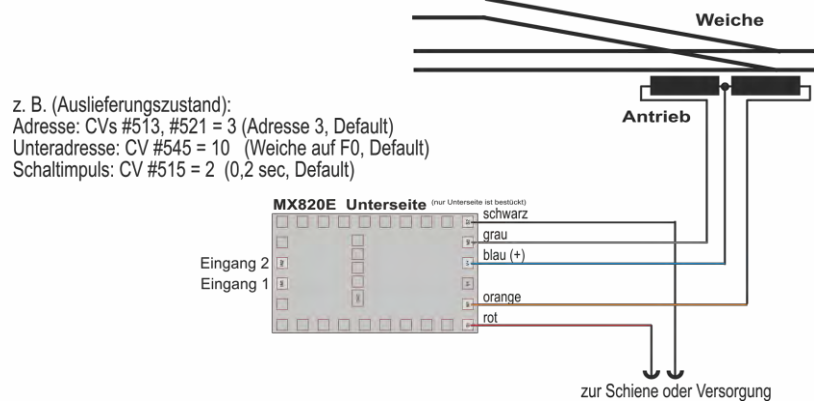 Weiche
Antrieb
z. B. (Auslieferungszustand):
Adresse: CVs #513, #521 = 3 (Adresse 3, Default)
Unteradresse: CV #545 = 10 (Weiche auf F0, Default)
Schaltimpuls: CV #515 = 2 (0,2 sec, Default)
MX820E Unterseite (nur Unterseite ist bestückt)
schwarz
grau
blau (+)
Eingang 2
Eingang 1
orange
rot
zur Schiene oder Versorgung